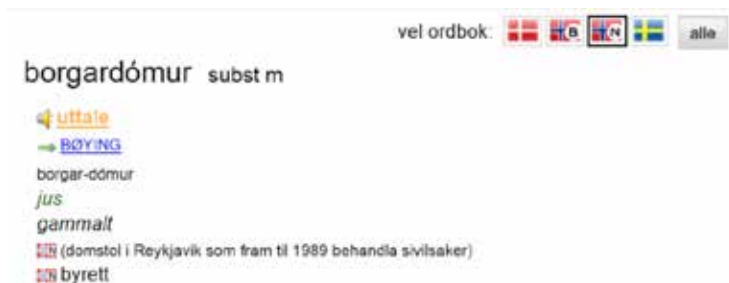 vel ordbok: B N alle
borgardómur subst m
uttale
BØYING
borgar-dómur
jus
gammalt
N (domstol i Reykjavik som fram til 1989 behandla sivilsaker)
N byrett